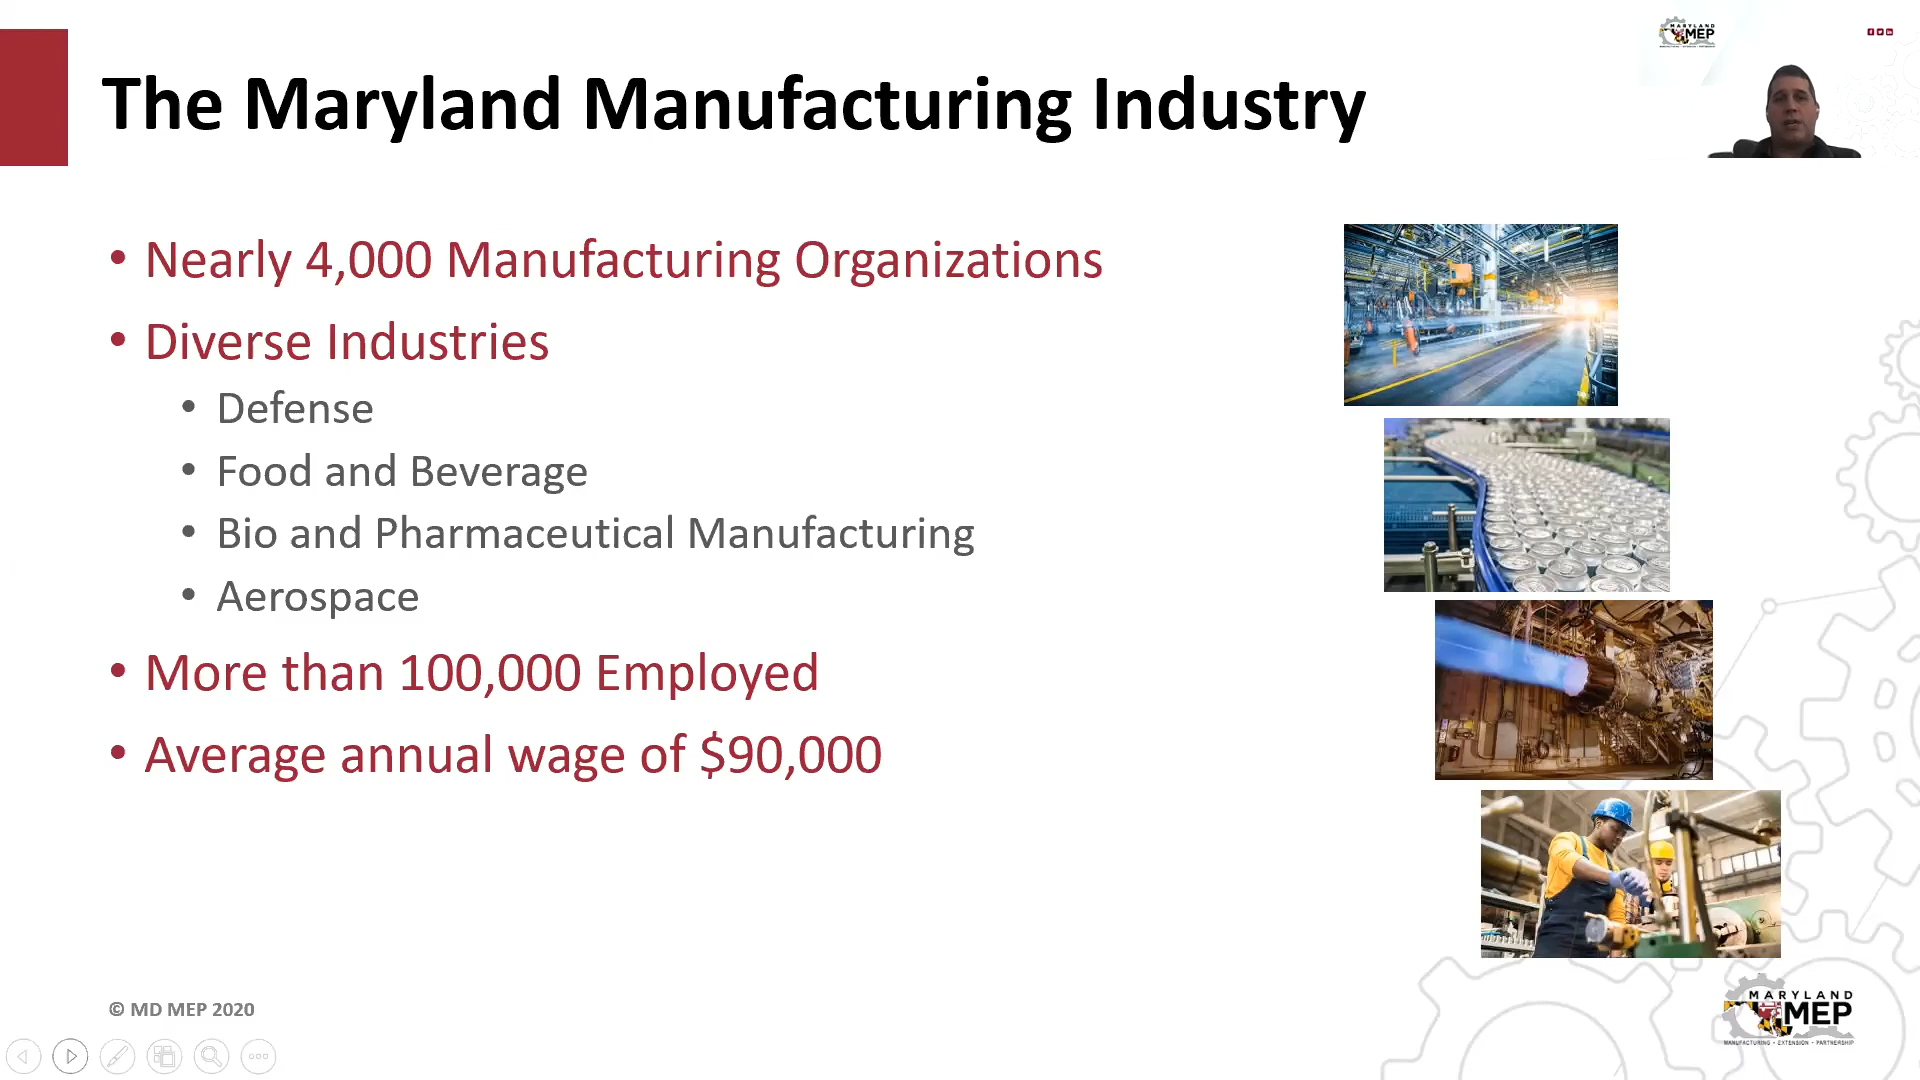 MARYLAND
MEP
The Maryland Manufacturing Industry
• Nearly 4,000 Manufacturing Organizations
• Diverse Industries
• Defense
• Food and Beverage
• Bio and Pharmaceutical Manufacturing
• Aerospace
• More than 100,000 Employed
• Average annual wage of $90,000
© MD MEP 2020
MARYLAND
MEP
MANUFACTURING • EXTENSION • PARTNERSHIP